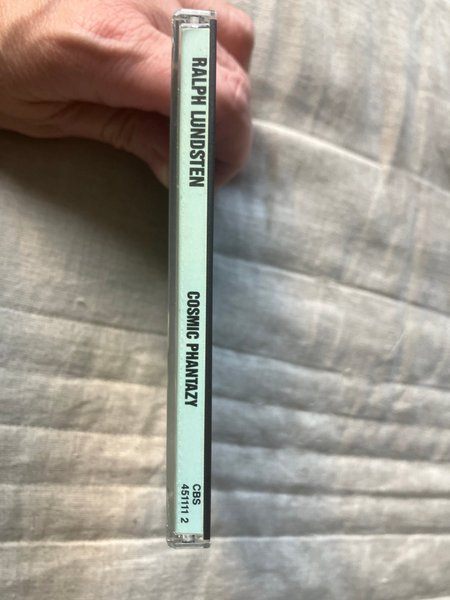 RALPH LUNDSTEN
COSMIC PHANTAZY
CBS
451111 2